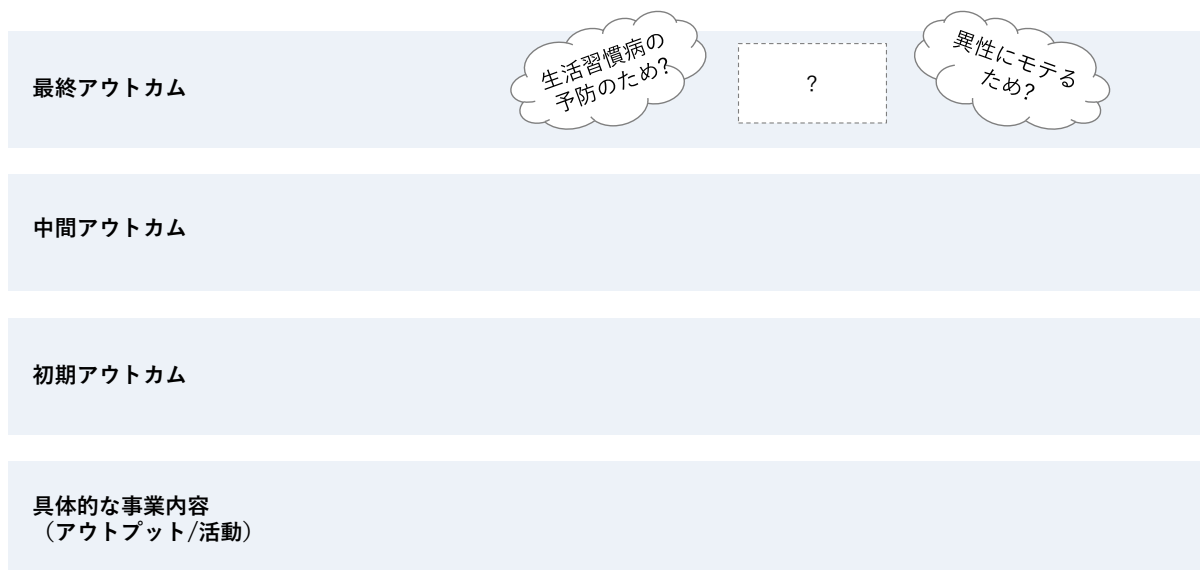 最終アウトカム
生活習慣病の
予防のため?
?
異性にモテる
ため?
中間アウトカム
初期アウトカム
具体的な事業内容
（アウトプット/活動）